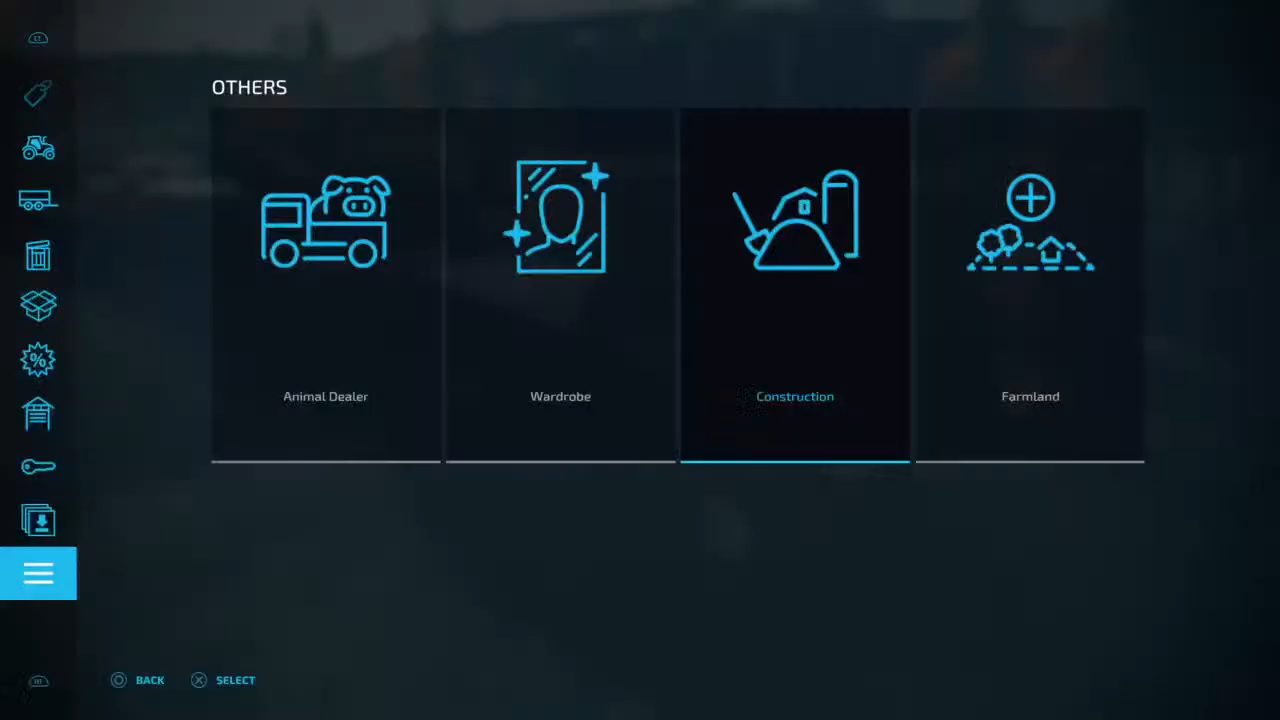 OTHERS
Animal Dealer
Wardrobe
Construction
Farmland
%
BACK
SELECT